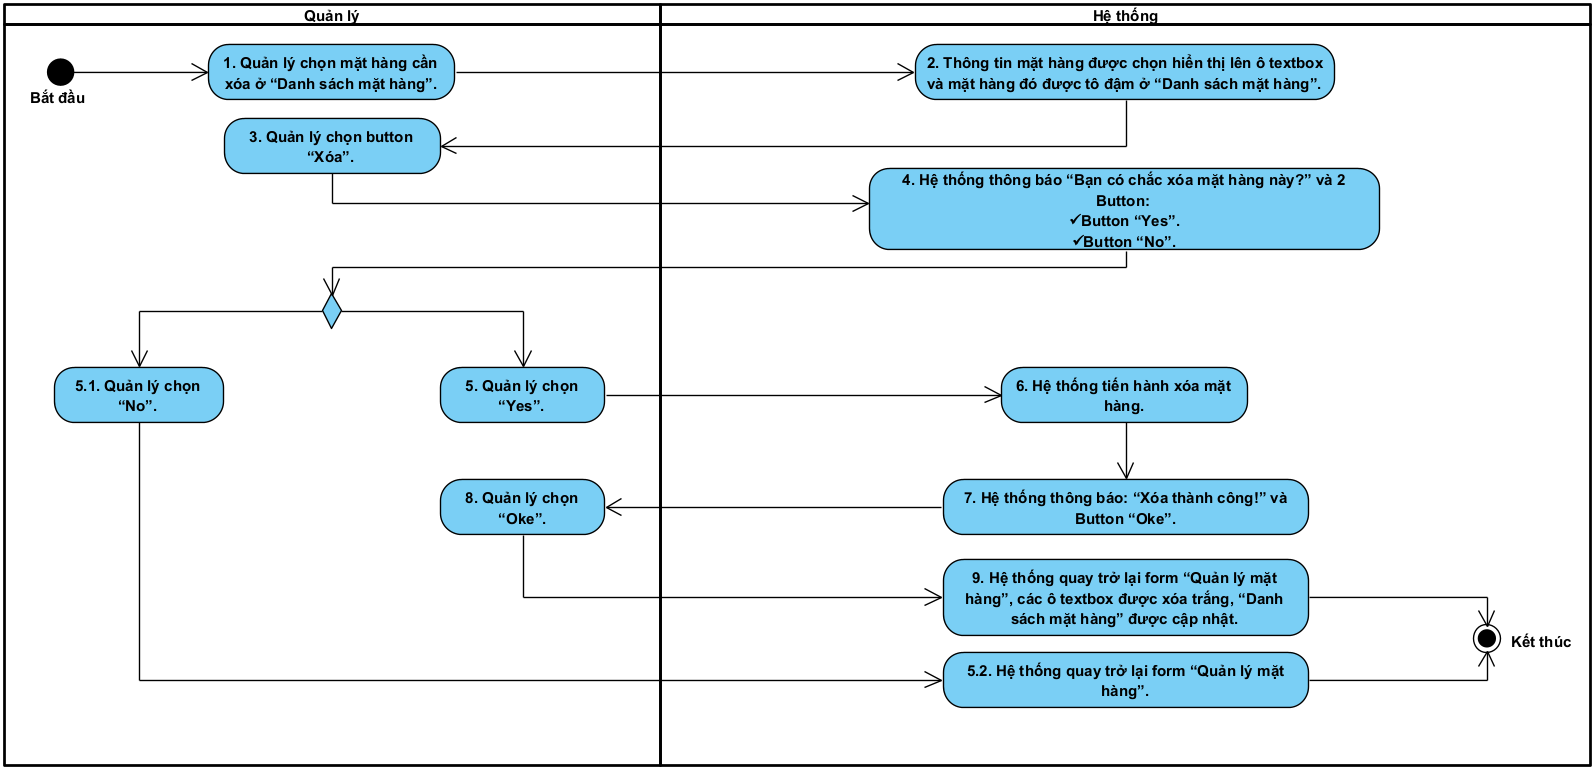 Quản lý
Hệ thống
Bắt đầu
1. Quản lý chọn mặt hàng cần
xóa ở “Danh sách mặt hàng”.
2. Thông tin mặt hàng được chọn hiển thị lên ô textbox
và mặt hàng đó được tô đậm ở “Danh sách mặt hàng”.
3. Quản lý chọn button
“Xóa”.
4. Hệ thống thông báo “Bạn có chắc xóa mặt hàng này?” và 2
Button:
✓Button “Yes”.
✓Button “No”.
5.1. Quản lý chọn
“No”.
5. Quản lý chọn
“Yes”.
6. Hệ thống tiến hành xóa mặt
hàng.
8. Quản lý chọn
“Oke”.
7. Hệ thống thông báo: “Xóa thành công!” và
Button “Oke”.
9. Hệ thống quay trở lại form “Quản lý mặt
hàng”, các ô textbox được xóa trắng, “Danh
sách mặt hàng” được cập nhật.
Kết thúc
5.2. Hệ thống quay trở lại form “Quản lý mặt
hàng”.